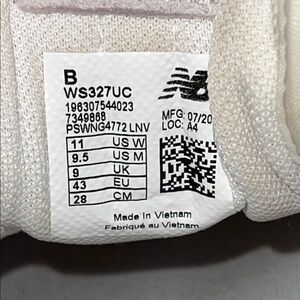 B
WS327UC
196307544023
7349868 MFG: 07/20
PSWNG4772 LNV LOC: A4
11 US W
9.5 US M
9 UK
43 EU
28 CM
Made in Vietnam
Fabriqué au Vietnam